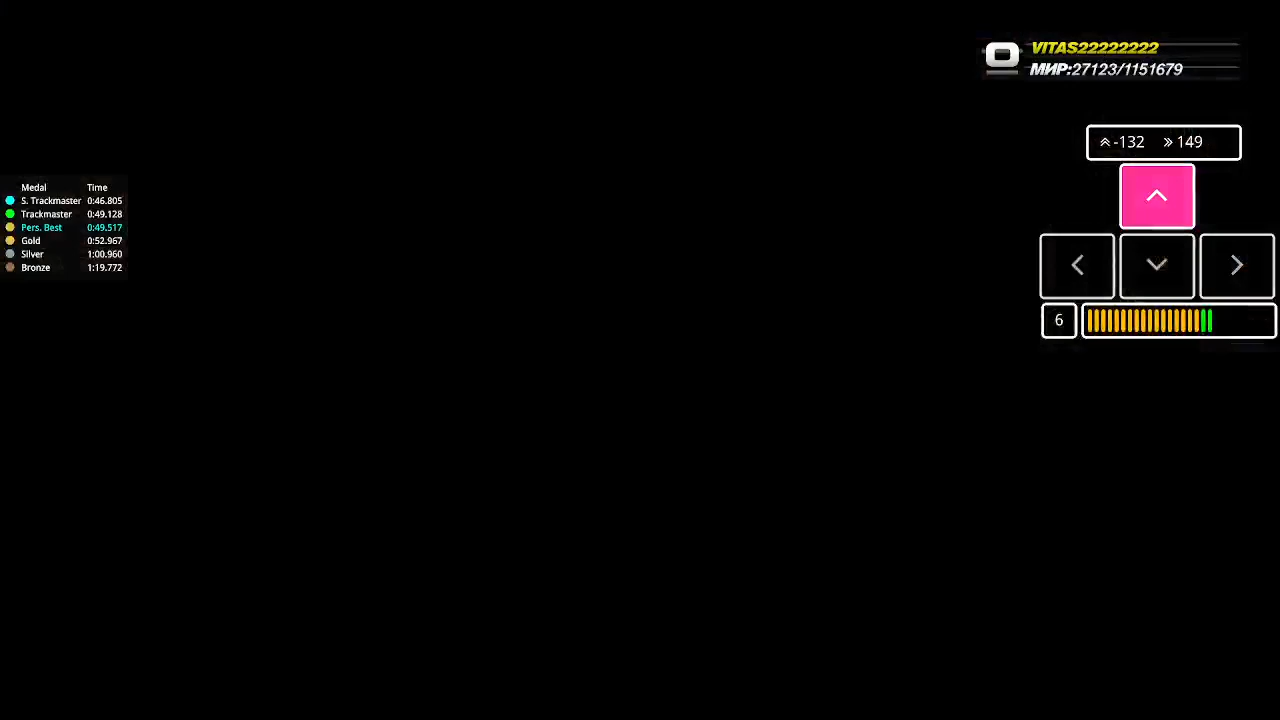 VITAS22222222
МИР:27123/1151679
-132 149
Medal Time
S. Trackmaster 0:46.805
Trackmaster 0:49.128
Pers. Best 0:49.517
Gold 0:52.967
Silver 1:00.960
Bronze 1:19.772
6